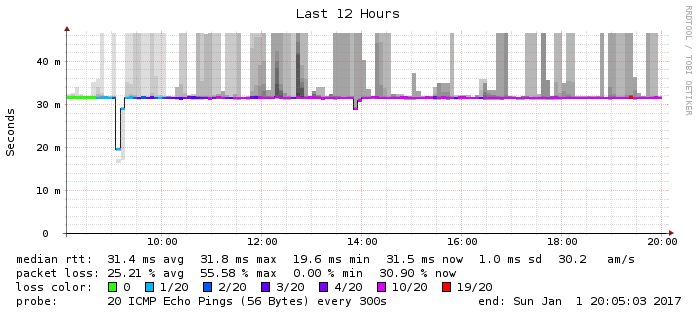 Last 12 Hours
RRDTOOL / TOBI OETIKER
Seconds
40 m
30 m
20 m
10 m
0
10:00 12:00 14:00 16:00 18:00 20:00
median rtt: 31.4 ms avg 31.8 ms max 19.6 ms min 31.5 ms now 1.0 ms sd 30.2 am/s
packet loss: 25.21 % avg 55.58 % max 0.00 % min 30.90 % now
loss color: 0 1/20 2/20 3/20 4/20 10/20 19/20
probe: 20 ICMP Echo Pings (56 Bytes) every 300s end: Sun Jan 1 20:05:03 2017